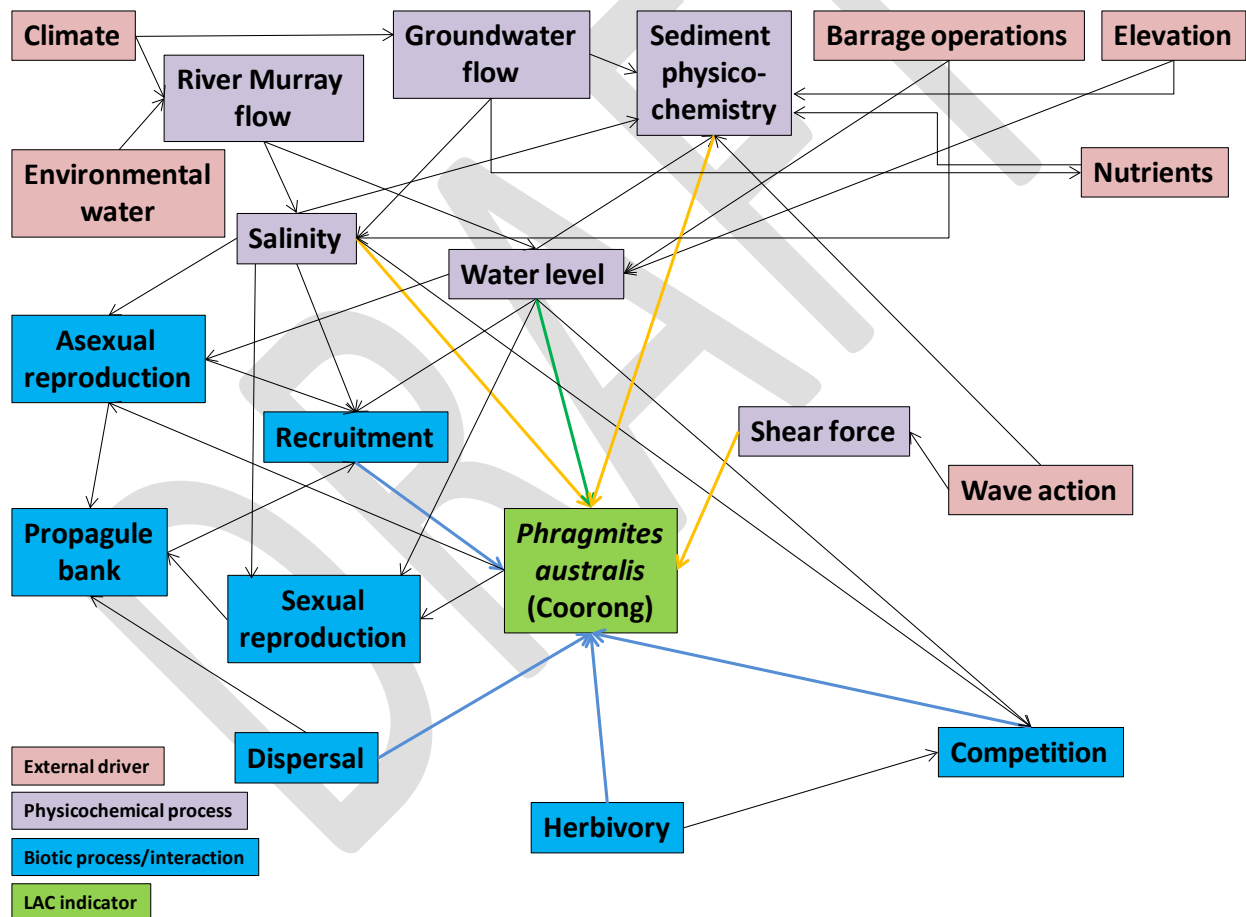 Climate
Groundwater
flow
Sediment
physico-
chemistry
Barrage operations
Elevation
River Murray
flow
Environmental
water
Nutrients
Salinity
Water level
Asexual
reproduction
Recruitment
Shear force
Wave action
Propagule
bank
Phragmites
australis
(Coorong)
Sexual
reproduction
Dispersal
Competition
Herbivory
External driver
Physicochemical process
Biotic process/interaction
LAC indicator
DRAFT